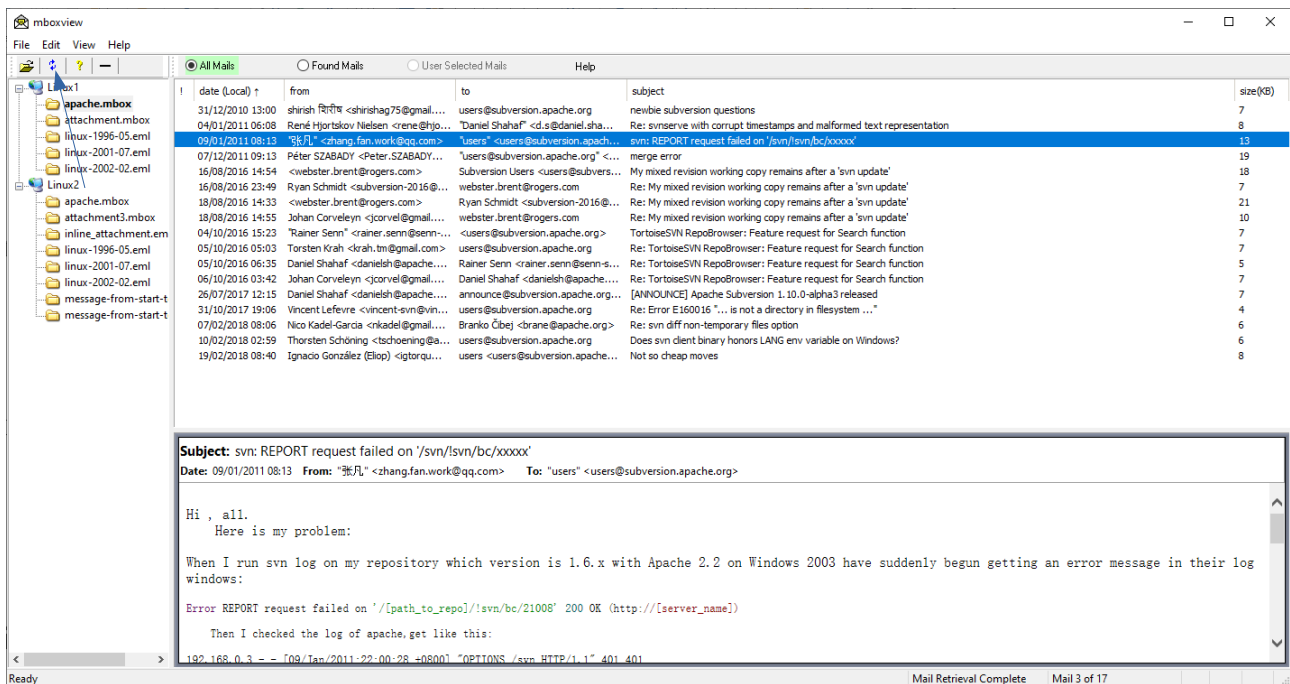 mboxview
File Edit View Help
All Mails Found Mails User Selected Mails Help
Linux1
apache.mbox
attachment.mbox
linux-1996-05.eml
linux-2001-07.eml
linux-2002-02.eml
Linux2
apache.mbox
attachment3.mbox
inline_attachment.em
linux-1996-05.eml
linux-2001-07.eml
linux-2002-02.eml
message-from-start-t
message-from-start-t
! date (Local) ↑ from to subject size(KB)
31/12/2010 13:00 shirish शिरीष <shirishag75@gmail.... users@subversion.apache.org newbie subversion questions 7
04/01/2011 06:08 René Hjortskov Nielsen <rene@hjo... "Daniel Shahaf" <d.s@daniel.sha... Re: svnserve with corrupt timestamps and malformed text representation 8
09/01/2011 08:13 "张凡" <zhang.fan.work@qq.com> "users" <users@subversion.apach... svn: REPORT request failed on '/svn/!svn/bc/xxxxx' 13
07/12/2011 09:13 Péter SZABADY <Peter.SZABADY... "users@subversion.apache.org" <... merge error 19
16/08/2016 14:54 <webster.brent@rogers.com> Subversion Users <users@subvers... My mixed revision working copy remains after a 'svn update' 18
16/08/2016 23:49 Ryan Schmidt <subversion-2016@... webster.brent@rogers.com Re: My mixed revision working copy remains after a 'svn update' 7
18/08/2016 14:33 <webster.brent@rogers.com> Ryan Schmidt <subversion-2016@... Re: My mixed revision working copy remains after a 'svn update' 21
18/08/2016 14:55 Johan Corveleyn <jcorvel@gmail.... webster.brent@rogers.com Re: My mixed revision working copy remains after a 'svn update' 10
04/10/2016 15:23 "Rainer Senn" <rainer.senn@senn-... <users@subversion.apache.org> TortoiseSVN RepoBrowser: Feature request for Search function 7
05/10/2016 05:03 Torsten Krah <krah.tm@gmail.com> users@subversion.apache.org Re: TortoiseSVN RepoBrowser: Feature request for Search function 7
05/10/2016 06:35 Daniel Shahaf <danielsh@apache.... Rainer Senn <rainer.senn@senn-s... Re: TortoiseSVN RepoBrowser: Feature request for Search function 5
06/10/2016 03:42 Johan Corveleyn <jcorvel@gmail.... Daniel Shahaf <danielsh@apache.... Re: TortoiseSVN RepoBrowser: Feature request for Search function 7
26/07/2017 12:15 Daniel Shahaf <danielsh@apache.... announce@subversion.apache.org... [ANNOUNCE] Apache Subversion 1.10.0-alpha3 released 7
31/10/2017 19:06 Vincent Lefevre <vincent-svn@vin... users@subversion.apache.org Re: Error E160016 "... is not a directory in filesystem ..." 4
07/02/2018 08:06 Nico Kadel-Garcia <nkadel@gmail.... Branko Čibej <brane@apache.org> Re: svn diff non-temporary files option 6
10/02/2018 02:59 Thorsten Schöning <tschoening@a... users@subversion.apache.org Does svn client binary honors LANG env variable on Windows? 6
19/02/2018 08:40 Ignacio González (Eliop) <igtorqu... users <users@subversion.apache... Not so cheap moves 8
Subject: svn: REPORT request failed on '/svn/!svn/bc/xxxxx'
Date: 09/01/2011 08:13 From: "张凡" <zhang.fan.work@qq.com> To: "users" <users@subversion.apache.org>
Hi , all.
Here is my problem:
When I run svn log on my repository which version is 1.6.x with Apache 2.2 on Windows 2003 have suddenly begun getting an error message in their log
windows:
Error REPORT request failed on '/[path_to_repo]/!svn/bc/21008' 200 OK (http://[server_name])
Then I checked the log of apache,get like this:
192.168.0.3 - - [09/Jan/2011:22:00:28 +0800] "OPTIONS /svn HTTP/1.1" 401 401
Ready Mail Retrieval Complete Mail 3 of 17